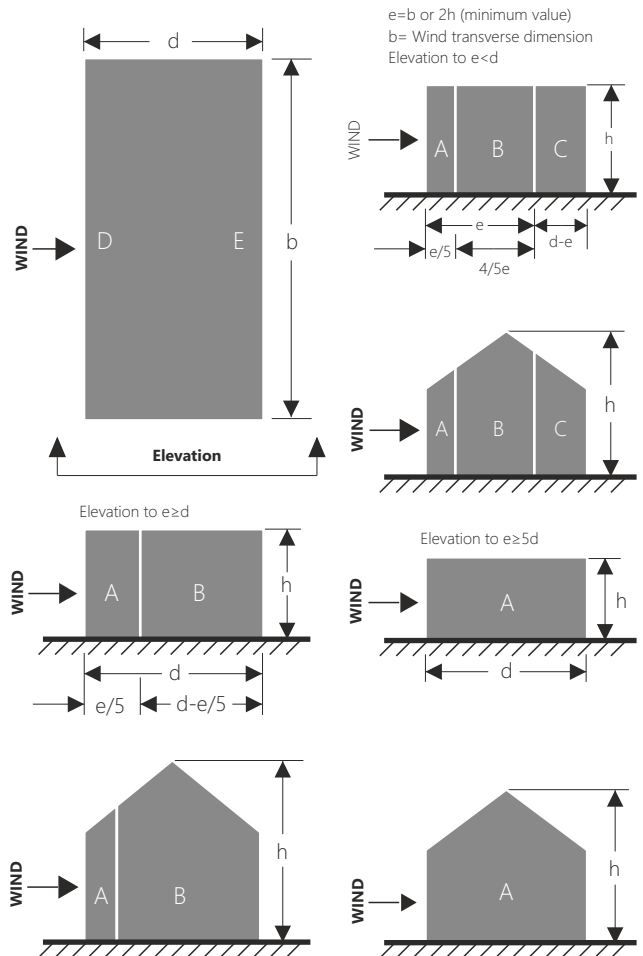 d
WIND
D
E
b
Elevation
e=b or 2h (minimum value)
b= Wind transverse dimension
Elevation to e<d
WIND
A
B
C
h
e
d-e
e/5
4/5e
WIND
A
B
C
h
Elevation to e≥d
WIND
A
B
h
d
e/5
d-e/5
Elevation to e≥5d
WIND
A
h
d
WIND
A
B
h
WIND
A
h